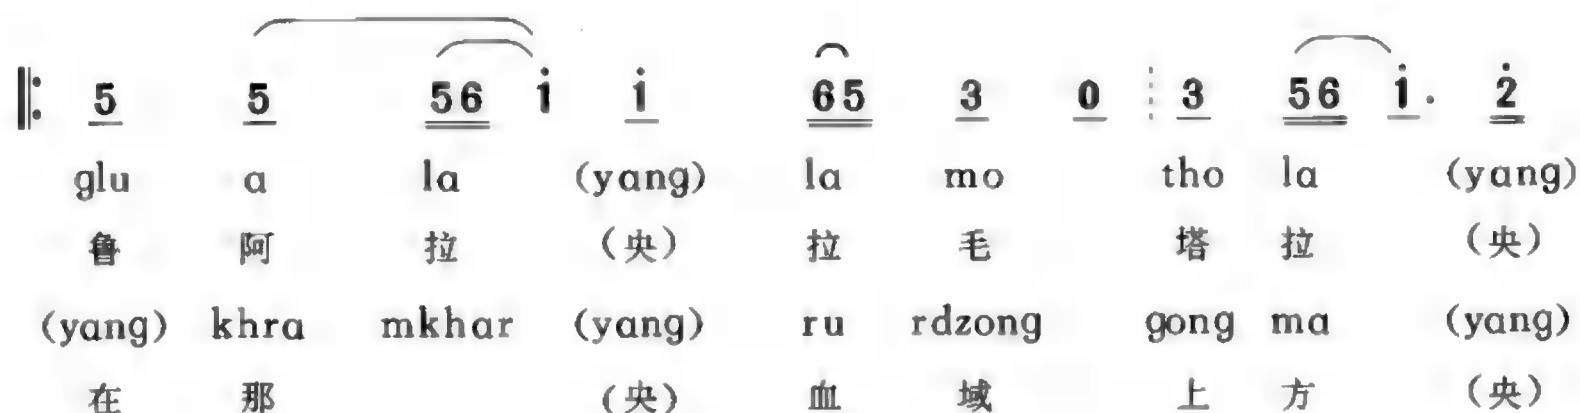 ‖: 5 5 56 i̇ i̇ 65 3 0 ┊ 3 56 i̇. 2̇
glu a la (yang) la mo tho la (yang)
鲁 阿 拉 (央) 拉 毛 塔 拉 (央)
(yang) khra mkhar (yang) ru rdzong gong ma (yang)
在 那 (央) 血 域 上 方 (央)